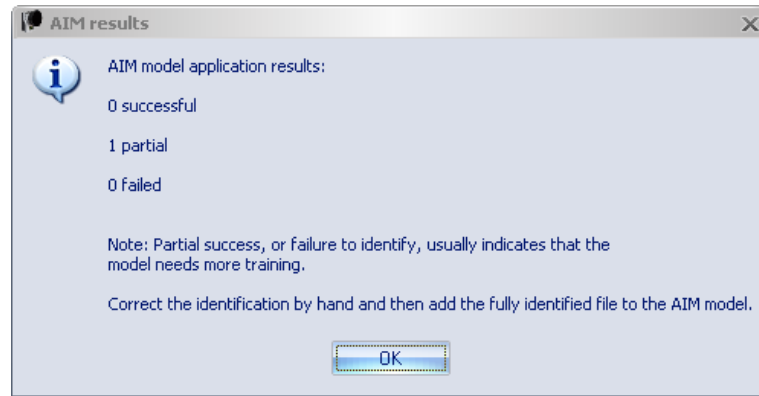 AIM results
AIM model application results:
0 successful
1 partial
0 failed
Note: Partial success, or failure to identify, usually indicates that the
model needs more training.
Correct the identification by hand and then add the fully identified file to the AIM model.
OK